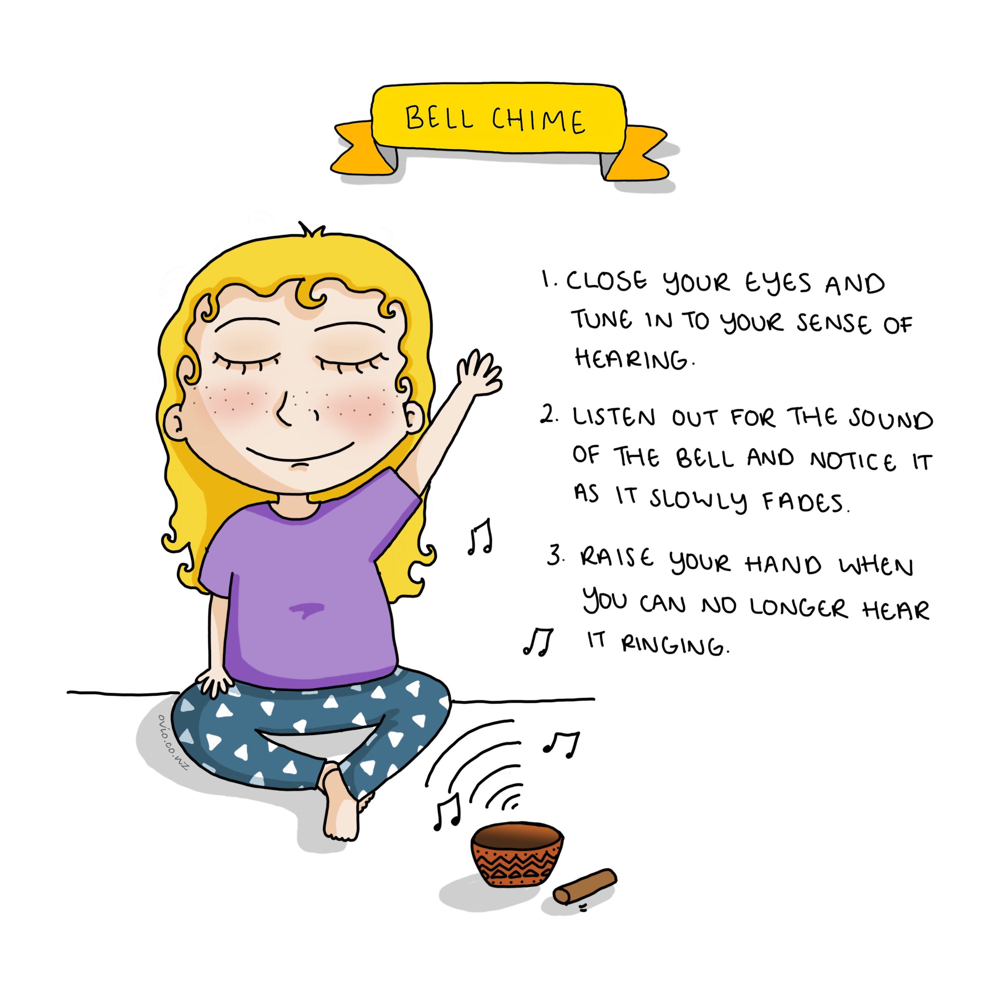 BELL CHIME
1. CLOSE YOUR EYES AND
TUNE IN TO YOUR SENSE OF
HEARING.
2. LISTEN OUT FOR THE SOUND
OF THE BELL AND NOTICE IT
AS IT SLOWLY FADES.
3. RAISE YOUR HAND WHEN
YOU CAN NO LONGER HEAR
IT RINGING.
ovio.co.nz